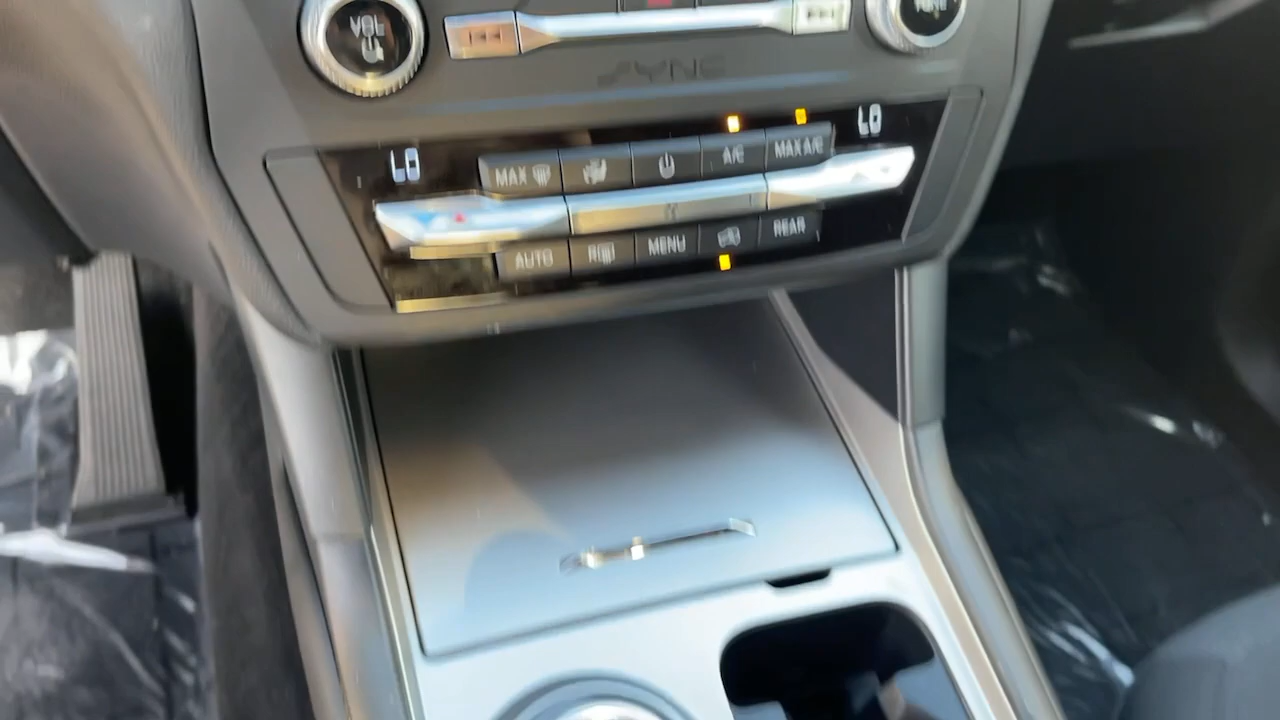 VOL
SYNC
LO
LO
MAX
A/C
MAX A/C
AUTO
R
MENU
REAR